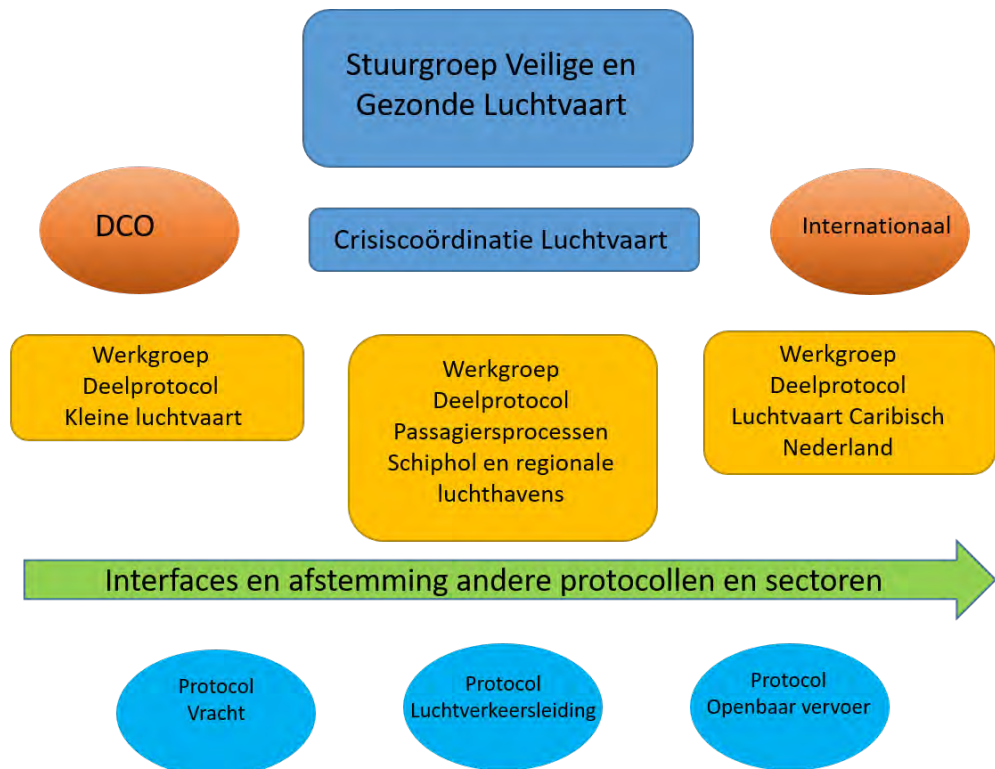 Stuurgroep Veilige en
Gezonde Luchtvaart
DCO
Crisiscoördinatie Luchtvaart
Internationaal
Werkgroep
Deelprotocol
Kleine luchtvaart
Werkgroep
Deelprotocol
Passagiersprocessen
Schiphol en regionale
luchthavens
Werkgroep
Deelprotocol
Luchtvaart Caribisch
Nederland
Interfaces en afstemming andere protocollen en sectoren
Protocol
Vracht
Protocol
Luchtverkeersleiding
Protocol
Openbaar vervoer